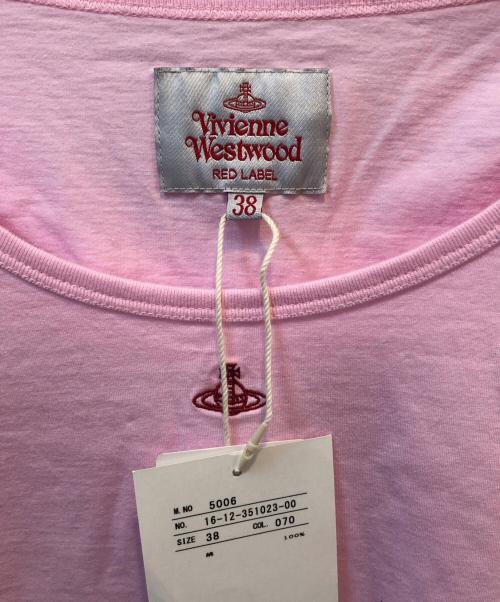 Vivienne
Westwood
RED LABEL
38
M.NO 5006
NO. 16-12-351023-00
SIZE 38 COL. 070
100%